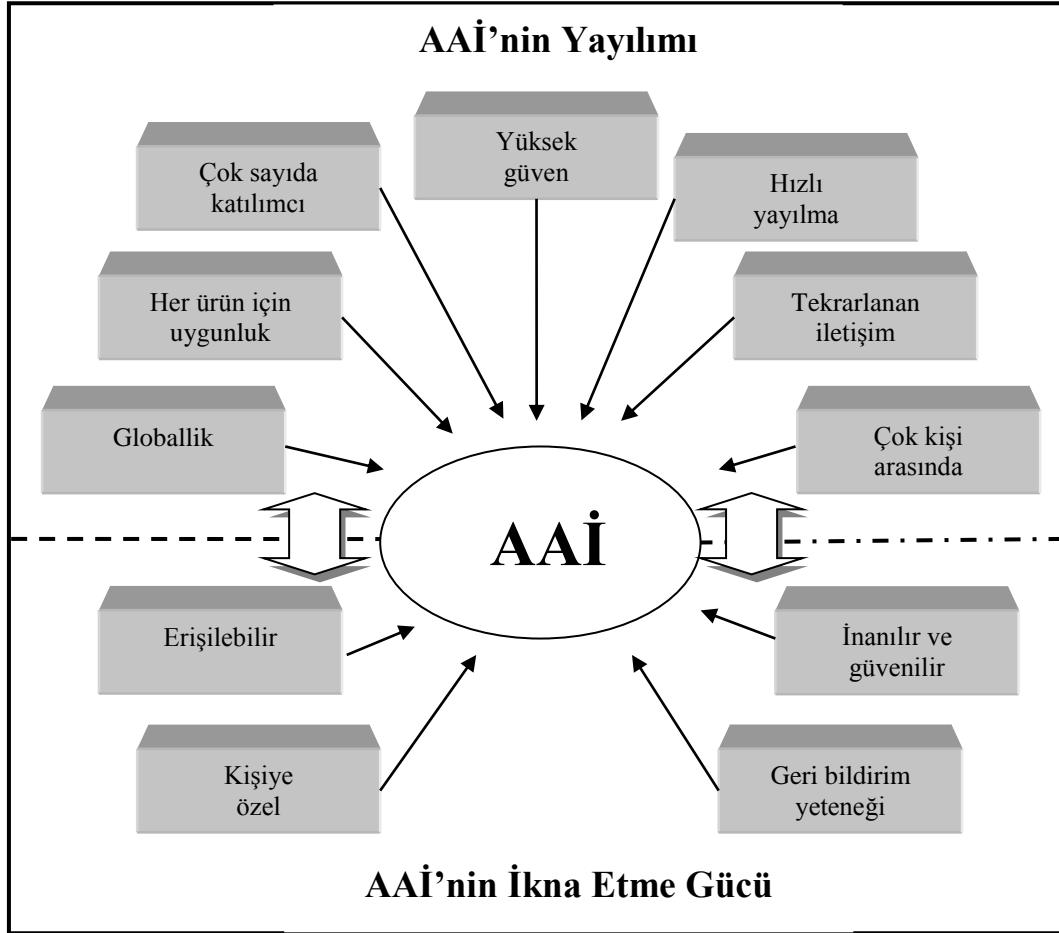 AAİ’nin Yayılımı
Yüksek
güven
Çok sayıda
katılımcı
Hızlı
yayılma
Her ürün için
uygunluk
Tekrarlanan
iletişim
Globallik
Çok kişi
arasında
AAİ
Erişilebilir
İnanılır ve
güvenilir
Kişiye
özel
Geri bildirim
yeteneği
AAİ’nin İkna Etme Gücü